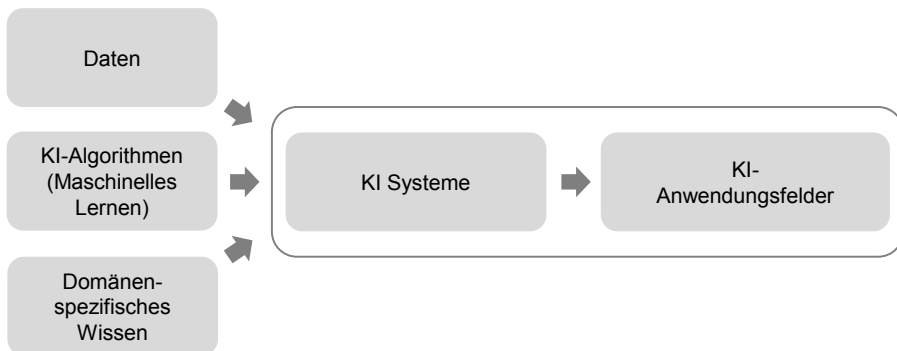 Daten
KI-Algorithmen
(Maschinelles
Lernen)
Domänen-
spezifisches
Wissen
KI Systeme
KI-
Anwendungsfelder